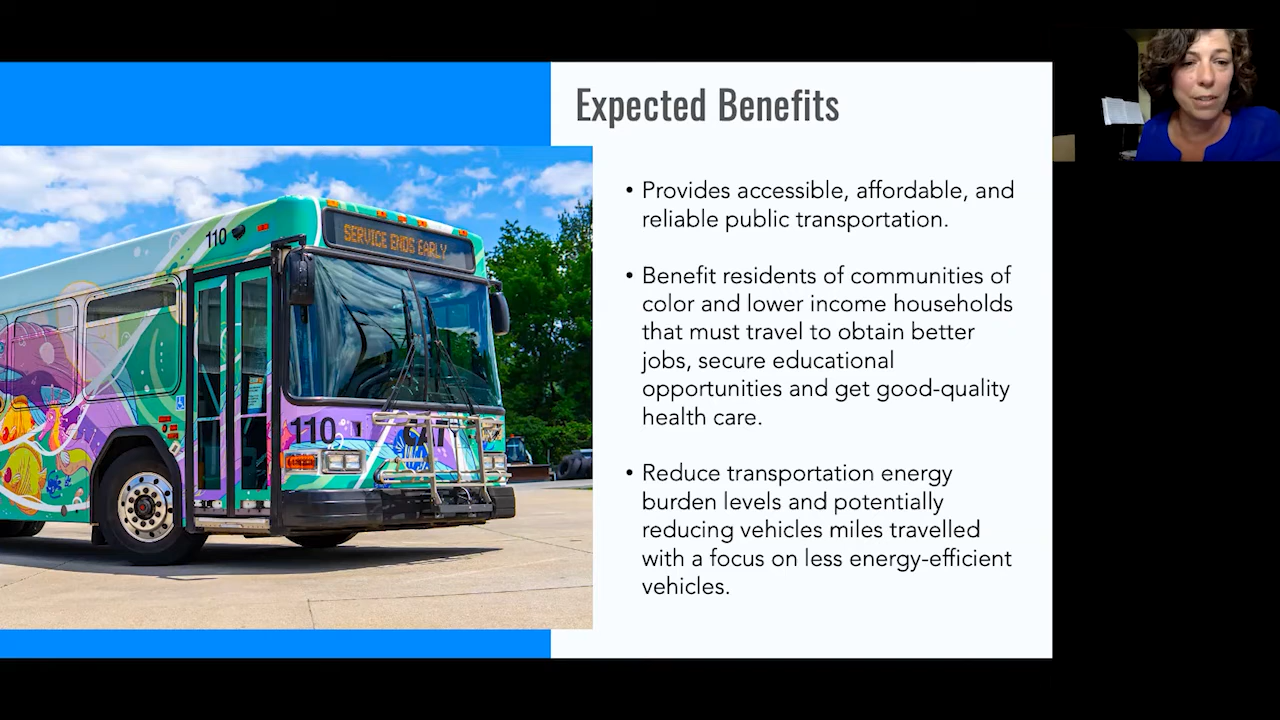 Expected Benefits
• Provides accessible, affordable, and
reliable public transportation.
• Benefit residents of communities of
color and lower income households
that must travel to obtain better
jobs, secure educational
opportunities and get good-quality
health care.
• Reduce transportation energy
burden levels and potentially
reducing vehicles miles travelled
with a focus on less energy-efficient
vehicles.
110
SERVICE ENDS EARLY
110
CAT